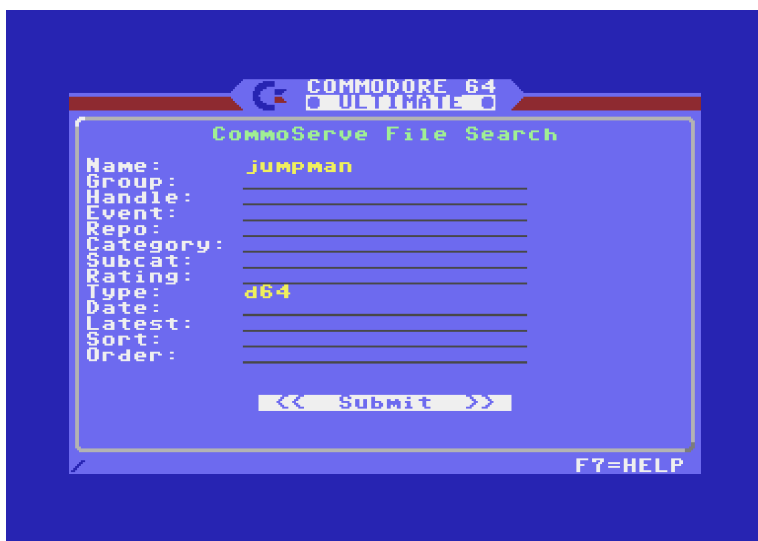 COMMODORE 64
ULTIMATE
CommoServe File Search
Name: jumpman
Group:
Handle:
Event:
Repo:
Category:
Subcat:
Rating:
Type: d64
Date:
Latest:
Sort:
Order:
<< Submit >>
/ F7=HELP